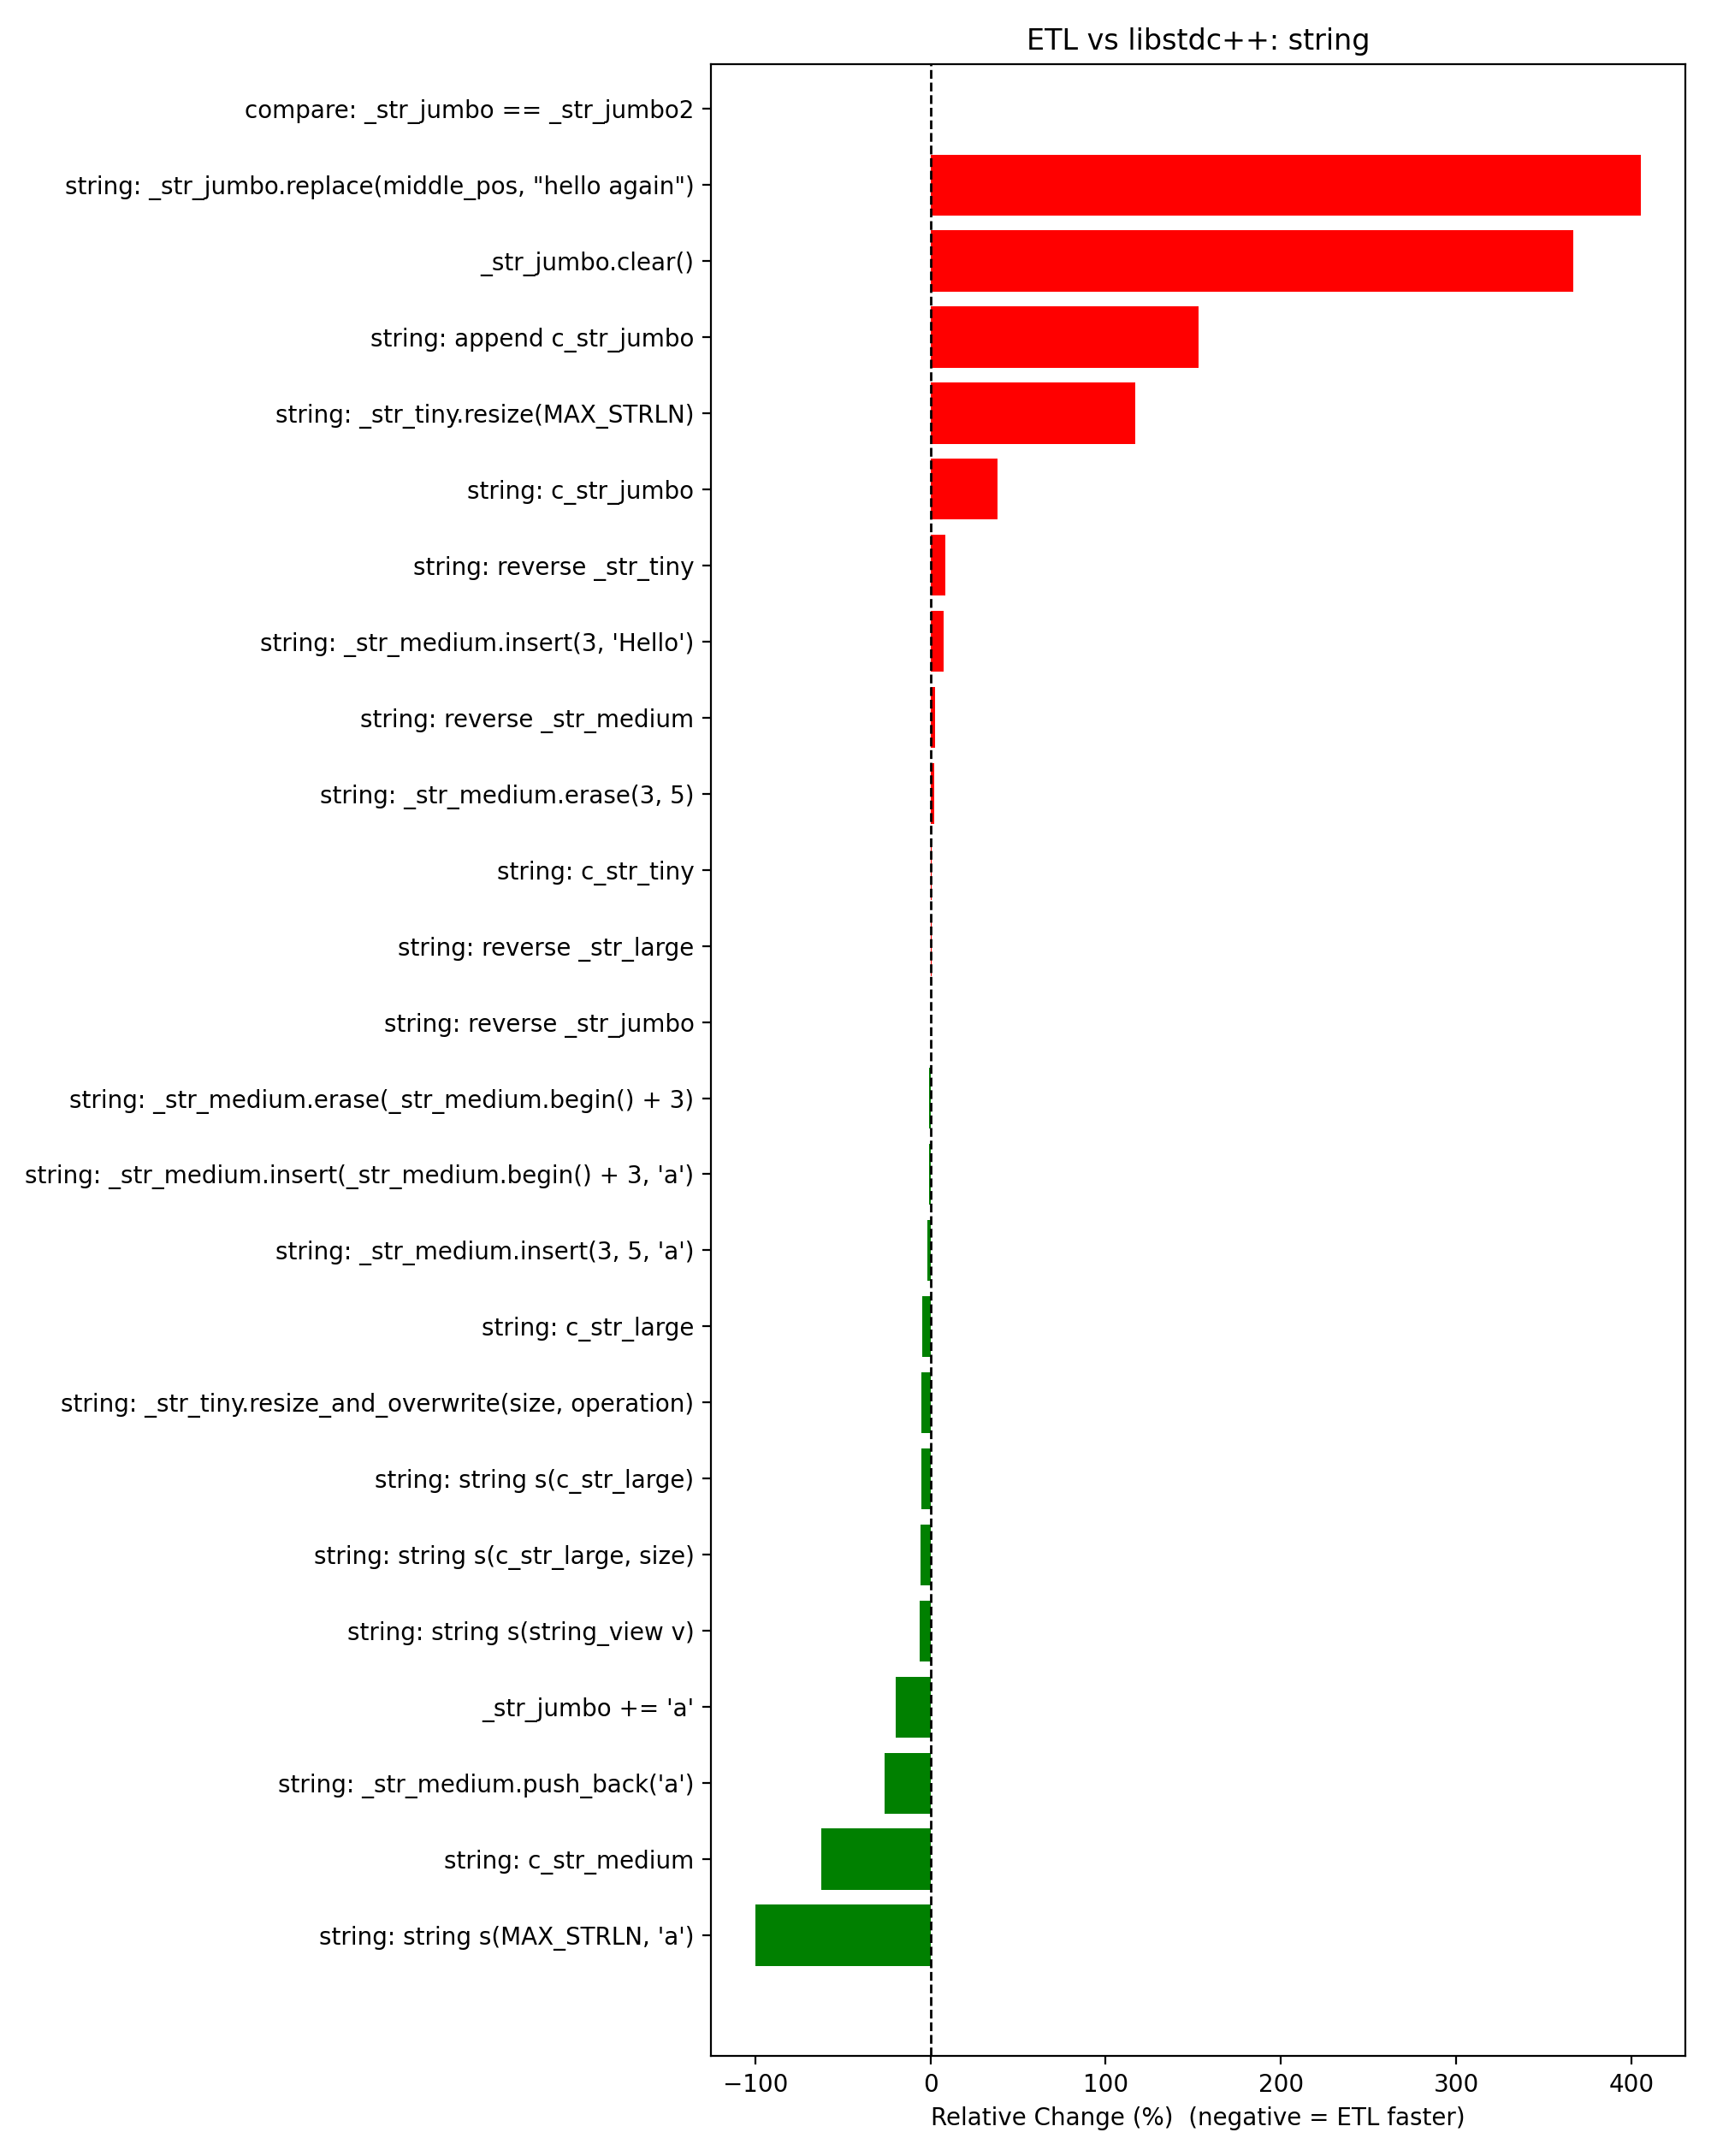 ETL vs libstdc++: string
compare: _str_jumbo == _str_jumbo2
string: _str_jumbo.replace(middle_pos, "hello again")
_str_jumbo.clear()
string: append c_str_jumbo
string: _str_tiny.resize(MAX_STRLN)
string: c_str_jumbo
string: reverse _str_tiny
string: _str_medium.insert(3, 'Hello')
string: reverse _str_medium
string: _str_medium.erase(3, 5)
string: c_str_tiny
string: reverse _str_large
string: reverse _str_jumbo
string: _str_medium.erase(_str_medium.begin() + 3)
string: _str_medium.insert(_str_medium.begin() + 3, 'a')
string: _str_medium.insert(3, 5, 'a')
string: c_str_large
string: _str_tiny.resize_and_overwrite(size, operation)
string: string s(c_str_large)
string: string s(c_str_large, size)
string: string s(string_view v)
_str_jumbo += 'a'
string: _str_medium.push_back('a')
string: c_str_medium
string: string s(MAX_STRLN, 'a')
−100 0 100 200 300 400
Relative Change (%)  (negative = ETL faster)